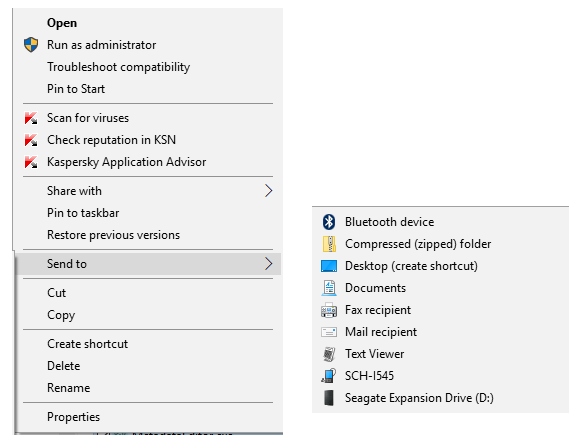 Open
Run as administrator
Troubleshoot compatibility
Pin to Start
Scan for viruses
Check reputation in KSN
Kaspersky Application Advisor
Share with
Pin to taskbar
Restore previous versions
Send to
Cut
Copy
Create shortcut
Delete
Rename
Properties
Bluetooth device
Compressed (zipped) folder
Desktop (create shortcut)
Documents
Fax recipient
Mail recipient
Text Viewer
SCH-I545
Seagate Expansion Drive (D:)